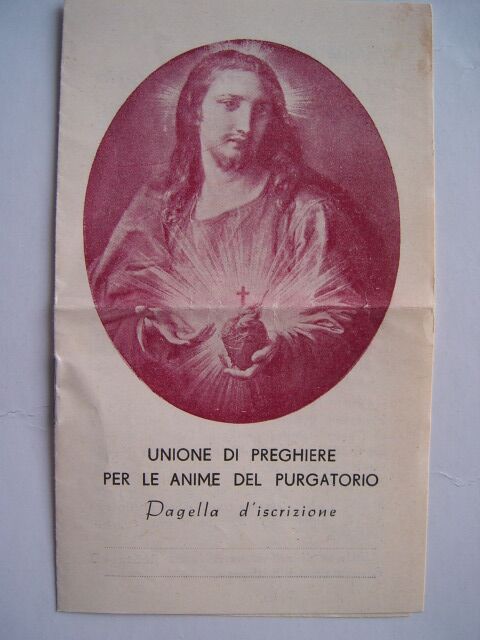 UNIONE DI PREGHIERE
PER LE ANIME DEL PURGATORIO
Pagella d'iscrizione